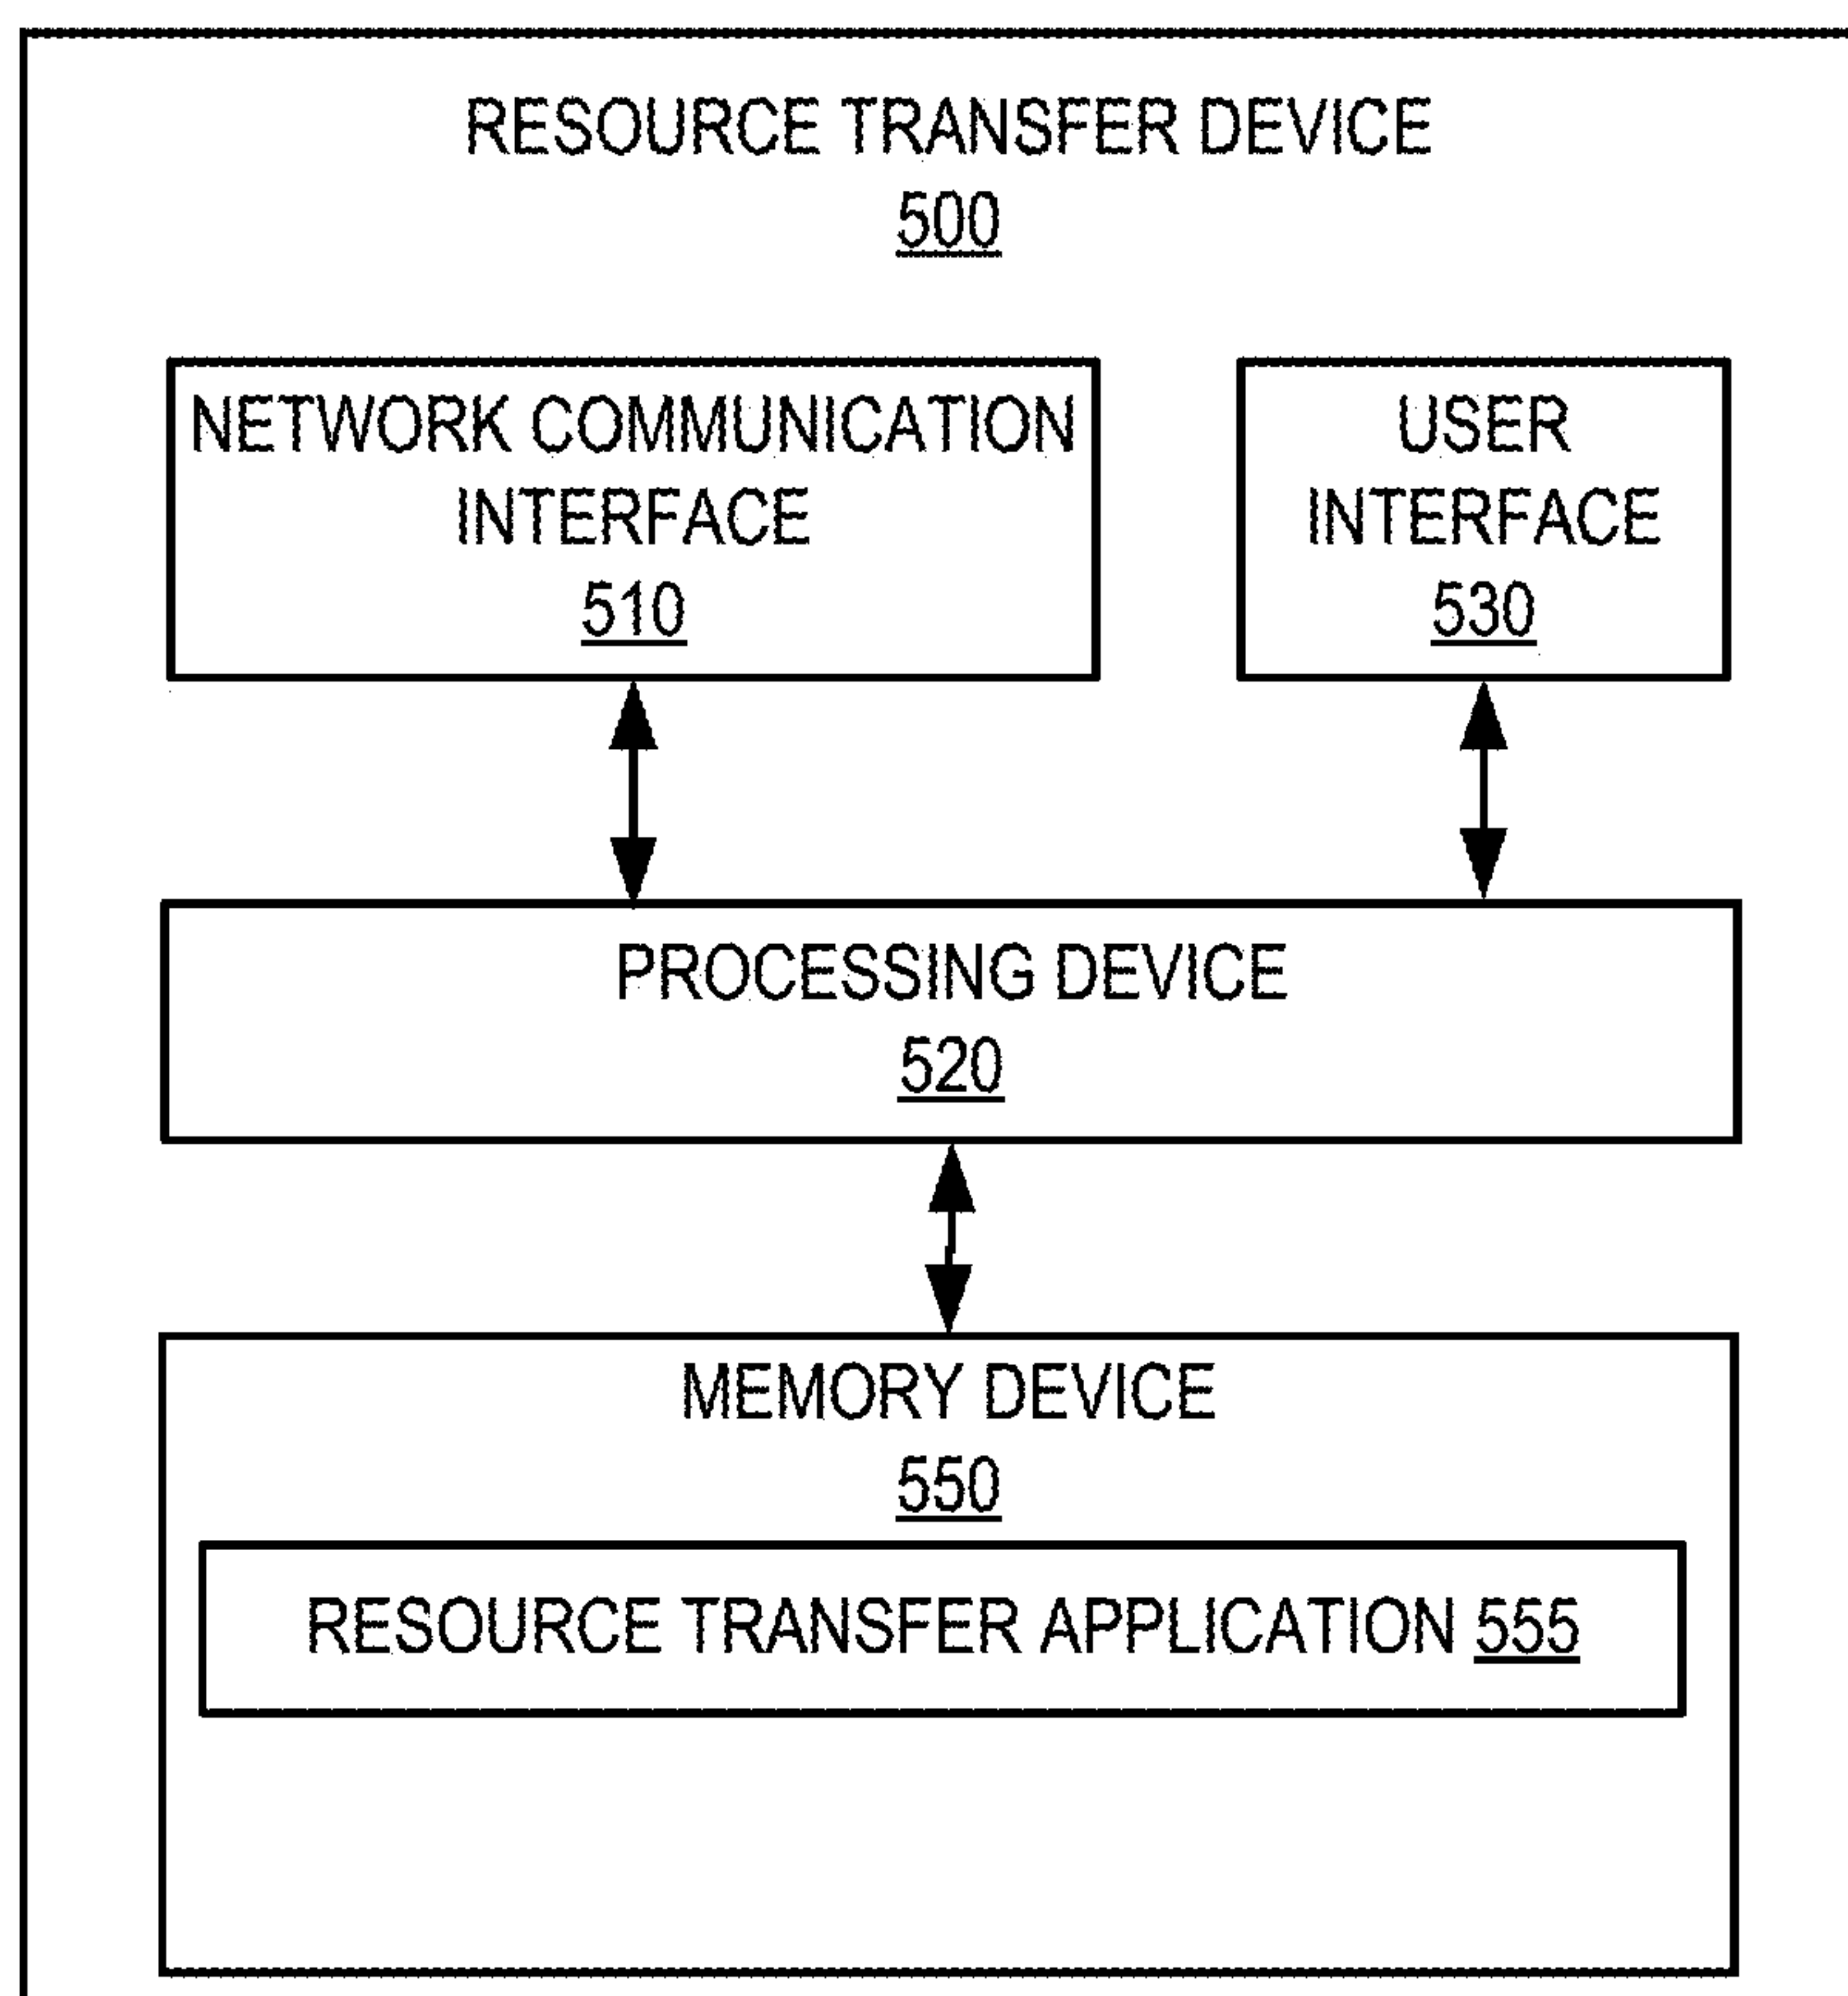 RESOURCE TRANSFER DEVICE
500
NETWORK COMMUNICATION
INTERFACE
510
USER
INTERFACE
530
PROCESSING DEVICE
520
MEMORY DEVICE
550
RESOURCE TRANSFER APPLICATION 555